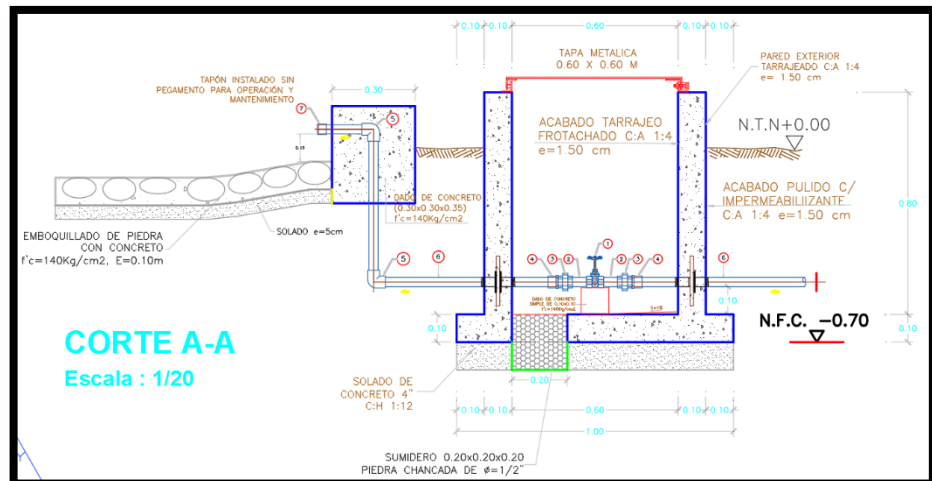 0.10 0.10 0.60 0.10 0.10
TAPA METALICA
0.60 X 0.60 M
PARED EXTERIOR
TARRAJEADO C:A 1:4
e= 1.50 cm
TAPÓN INSTALADO SIN
PEGAMENTO PARA OPERACIÓN Y
MANTENIMIENTO
0.30
7
5
ACABADO TARRAJEO
FROTACHADO C:A 1:4
e=1.50 cm
N.T.N+0.00
DADO DE CONCRETO
(0.30x0.30x0.35)
f'c=140Kg/cm2
ACABADO PULIDO C/
IMPERMEABILIIZANTE
C.A 1:4 e=1.50 cm
SOLADO e=5cm
EMBOQUILLADO DE PIEDRA
CON CONCRETO
f'c=140Kg/cm2, E=0.10m
1
5
6
4 3 2 2 3 4
6
DADO DE CONCRETO
0.10
0.10
0.10
N.F.C. -0.70
CORTE A-A
Escala : 1/20
SOLADO DE
CONCRETO 4"
C:H 1:12
0.20
0.10 0.10 0.60 0.10 0.10
1.00
SUMIDERO 0.20x0.20x0.20
PIEDRA CHANCADA DE ø=1/2"